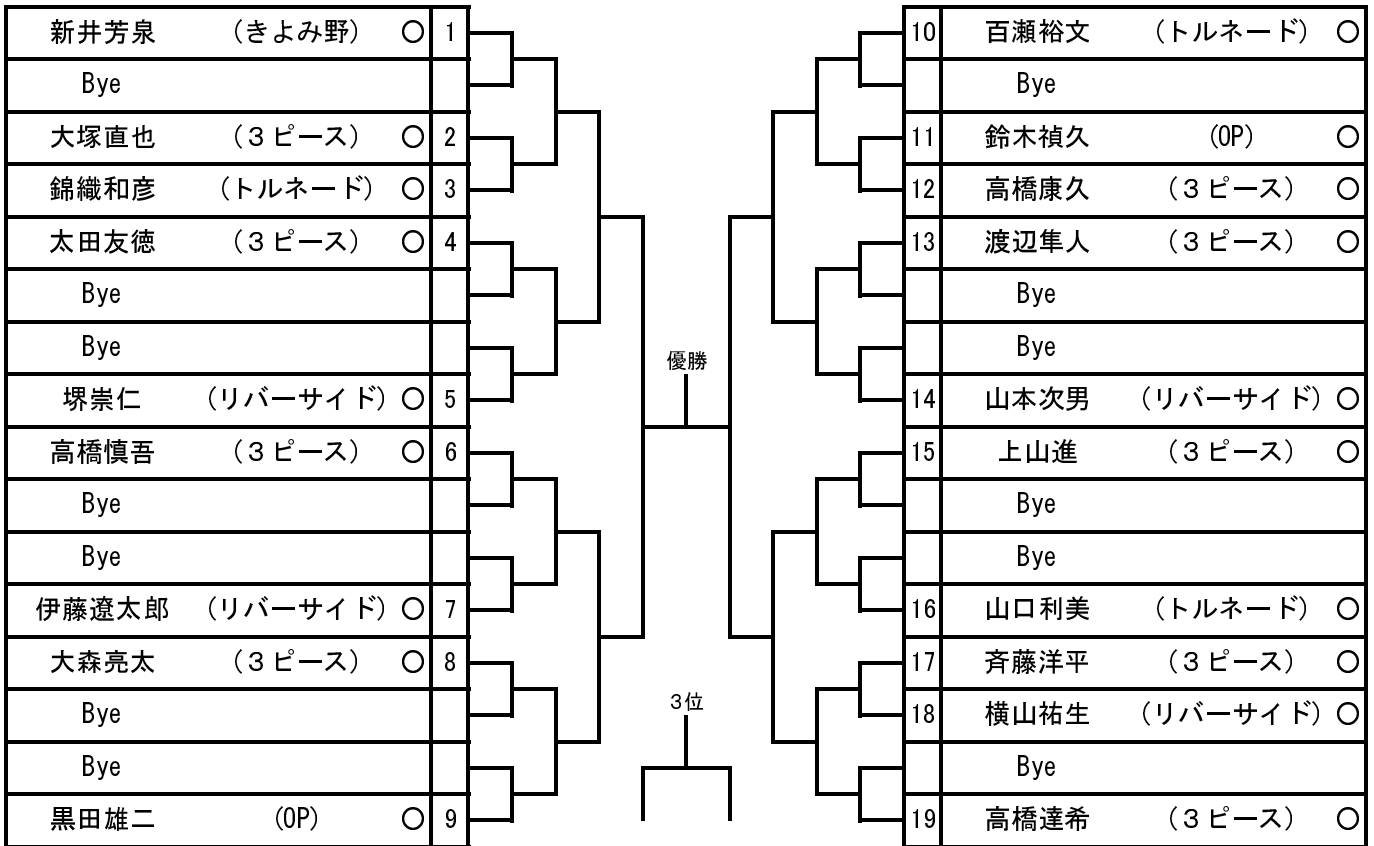 新井芳泉 (きよみ野) ○ 1
Bye
大塚直也 (3ピース) ○ 2
錦織和彦 (トルネード) ○ 3
太田友徳 (3ピース) ○ 4
Bye
Bye
堺崇仁 (リバーサイド) ○ 5
高橋慎吾 (3ピース) ○ 6
Bye
Bye
伊藤遼太郎 (リバーサイド) ○ 7
大森亮太 (3ピース) ○ 8
Bye
Bye
黒田雄二 (OP) ○ 9
優勝
3位
10 百瀬裕文 (トルネード) ○
Bye
11 鈴木禎久 (OP) ○
12 高橋康久 (3ピース) ○
13 渡辺隼人 (3ピース) ○
Bye
Bye
14 山本次男 (リバーサイド) ○
15 上山進 (3ピース) ○
Bye
Bye
16 山口利美 (トルネード) ○
17 斉藤洋平 (3ピース) ○
18 横山祐生 (リバーサイド) ○
Bye
19 高橋達希 (3ピース) ○